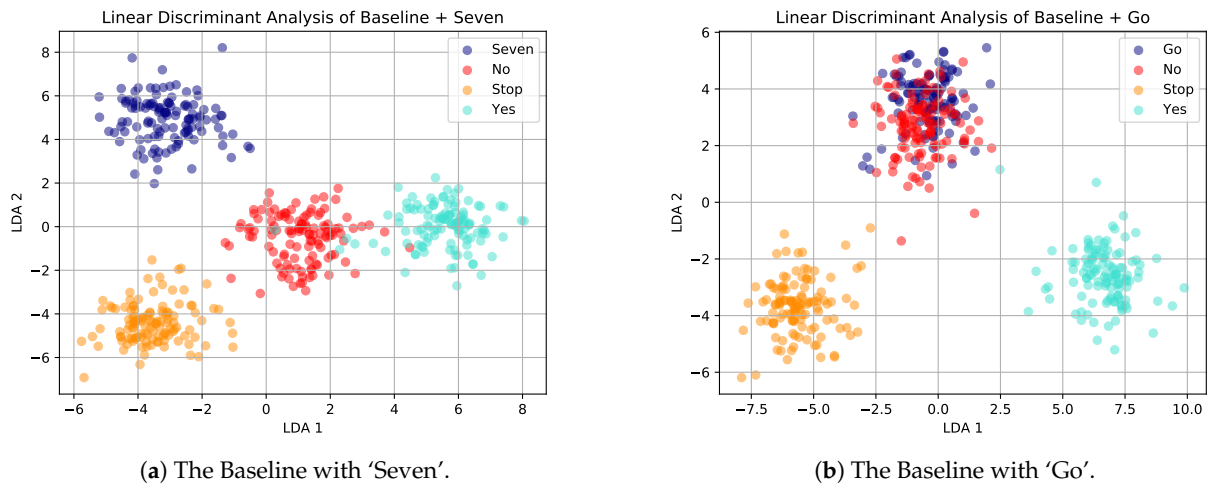 Linear Discriminant Analysis of Baseline + Seven
Seven
No
Stop
Yes
8
6
4
2
0
−2
−4
−6
LDA 2
−6 −4 −2 0 2 4 6 8
LDA 1
(a) The Baseline with ‘Seven’.
Linear Discriminant Analysis of Baseline + Go
Go
No
Stop
Yes
6
4
2
0
−2
−4
−6
LDA 2
−7.5 −5.0 −2.5 0.0 2.5 5.0 7.5 10.0
LDA 1
(b) The Baseline with ‘Go’.